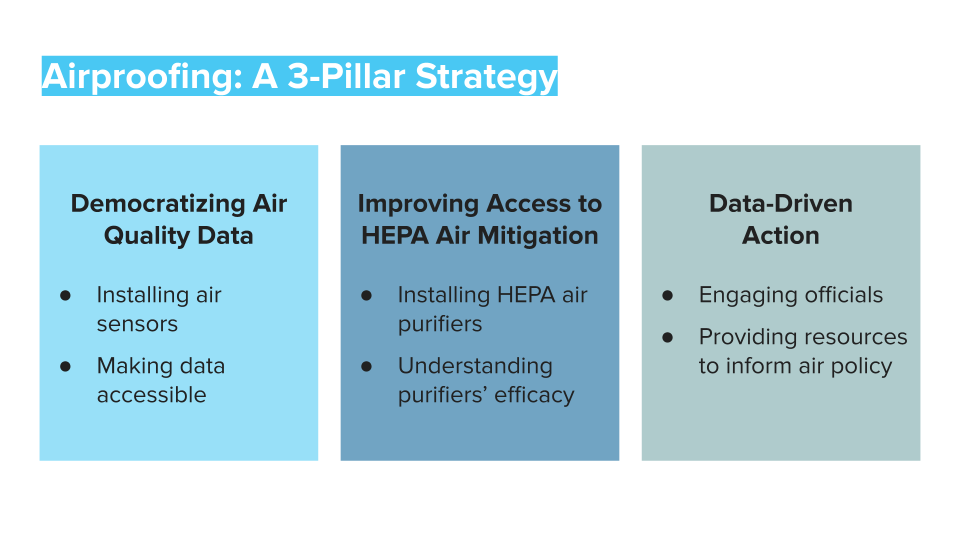 Airproofing: A 3-Pillar Strategy
Democratizing Air
Quality Data
● Installing air
sensors
● Making data
accessible
Improving Access to
HEPA Air Mitigation
● Installing HEPA air
purifiers
● Understanding
purifiers’ efficacy
Data-Driven
Action
● Engaging officials
● Providing resources
to inform air policy